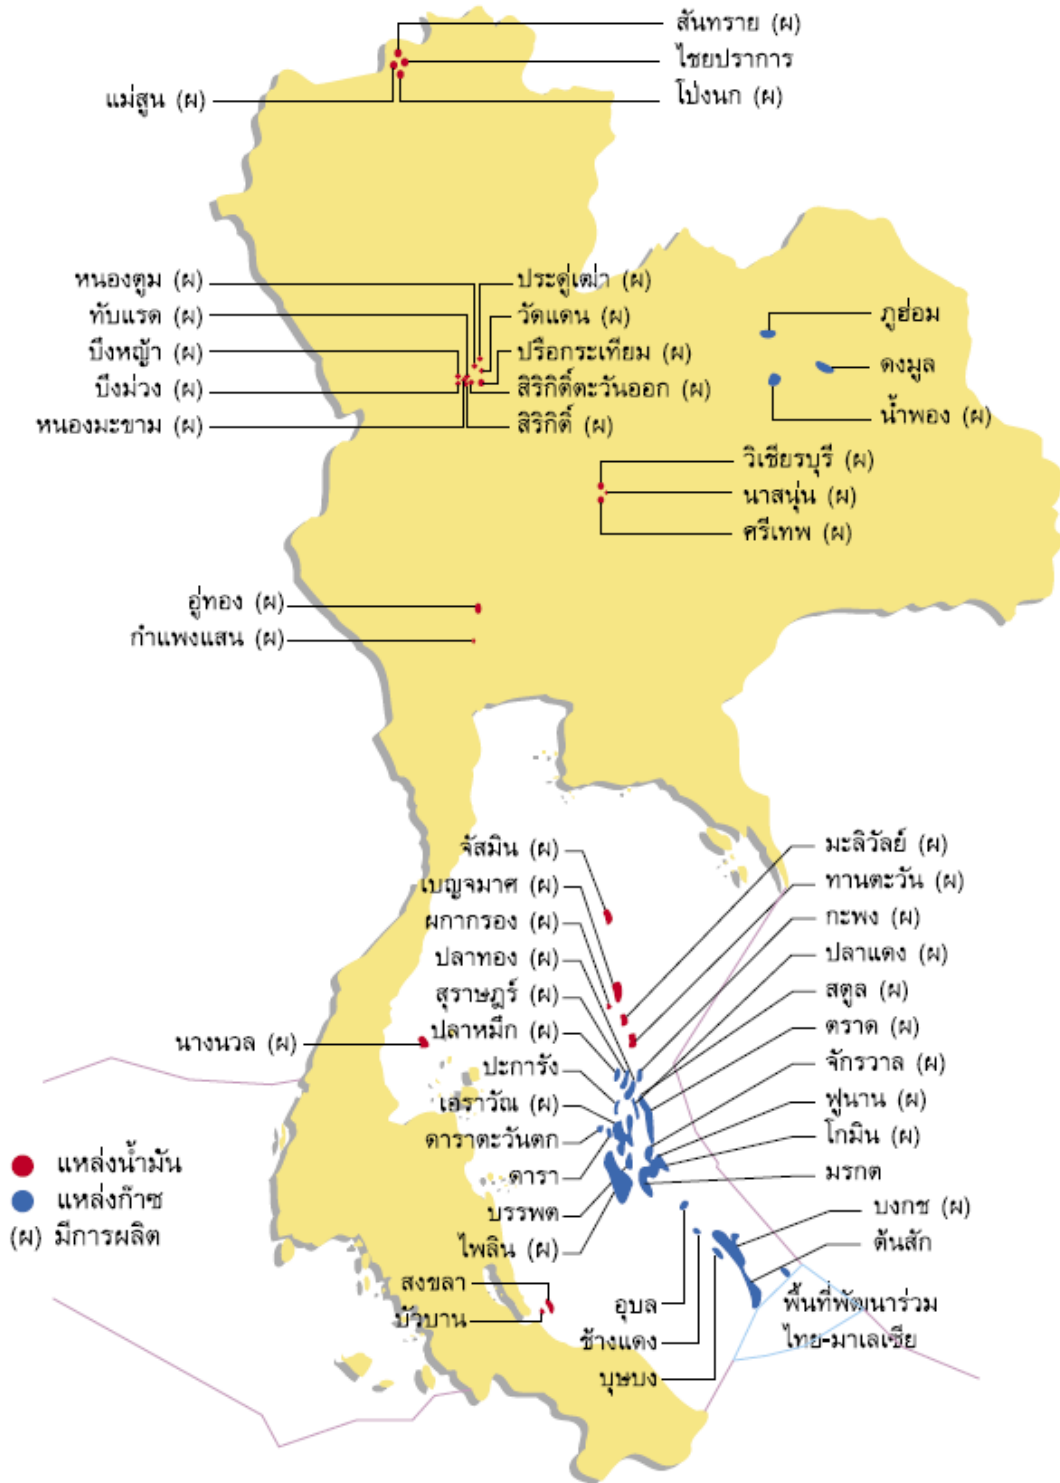 สันทราย (ผ)
ไชยปราการ
โป่งนก (ผ)
แม่สูน (ผ)
หนองตูม (ผ)
ทับแรต (ผ)
บึงหญ้า (ผ)
บึงม่วง (ผ)
หนองมะขาม (ผ)
ประดู่เฒ่า (ผ)
วัดแตน (ผ)
ปรือกระเทียม (ผ)
สิริกิติ์ตะวันออก (ผ)
สิริกิติ์ (ผ)
ภูฮ่อม
ดงมูล
น้ำพอง (ผ)
วิเชียรบุรี (ผ)
นาสนุ่น (ผ)
ศรีเทพ (ผ)
อู่ทอง (ผ)
กำแพงแสน (ผ)
จัสมิน (ผ)
เบญจมาศ (ผ)
ผกากรอง (ผ)
ปลาทอง (ผ)
สุราษฎร์ (ผ)
ปลาหมึก (ผ)
ปะการัง
เอราวัณ (ผ)
ดาราตะวันตก
ดารา
บรรพต
ไพลิน (ผ)
มะลิวัลย์ (ผ)
ทานตะวัน (ผ)
กะพง (ผ)
ปลาแดง (ผ)
สตูล (ผ)
ตราด (ผ)
จักรวาล (ผ)
ฟูนาน (ผ)
โกมิน (ผ)
มรกต
บงกช (ผ)
ต้นสัก
นางนวล (ผ)
แหล่งน้ำมัน
แหล่งก๊าซ
(ผ) มีการผลิต
สงขลา
บัวบาน
อุบล
ช้างแดง
บุษบง
พื้นที่พัฒนาร่วม
ไทย-มาเลเซีย